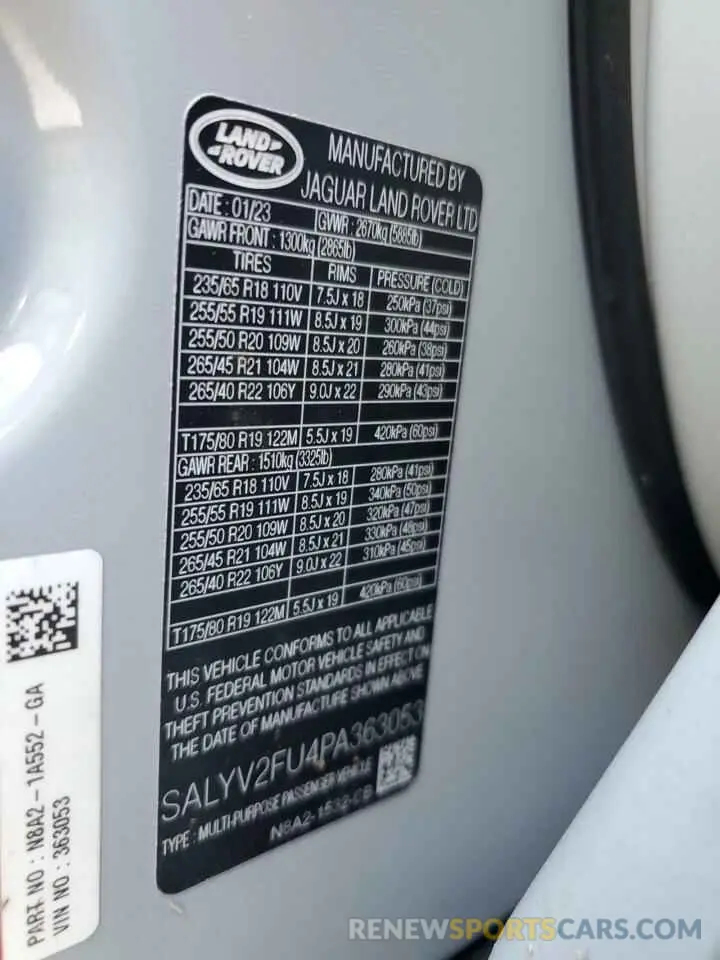 LAND ROVER
MANUFACTURED BY
JAGUAR LAND ROVER LTD
DATE : 01/23 GVWR : 2670kg (5885lb)
GAWR FRONT : 1300kg (2865lb)
TIRES RIMS PRESSURE (COLD)
235/65 R18 110V 7.5J x 18 250kPa (37psi)
255/55 R19 111W 8.5J x 19 300kPa (44psi)
255/50 R20 109W 8.5J x 20 260kPa (38psi)
265/45 R21 104W 8.5J x 21 280kPa (41psi)
265/40 R22 106Y 9.0J x 22 290kPa (43psi)
T175/80 R19 122M 5.5J x 19 420kPa (60psi)
GAWR REAR : 1510kg (3325lb)
235/65 R18 110V 7.5J x 18 280kPa (41psi)
255/55 R19 111W 8.5J x 19 340kPa (50psi)
255/50 R20 109W 8.5J x 20 320kPa (47psi)
265/45 R21 104W 8.5J x 21 330kPa (48psi)
265/40 R22 106Y 9.0J x 22 310kPa (45psi)
T175/80 R19 122M 5.5J x 19 420kPa (60psi)
THIS VEHICLE CONFORMS TO ALL APPLICABLE
U.S. FEDERAL MOTOR VEHICLE SAFETY AND
THEFT PREVENTION STANDARDS IN EFFECT ON
THE DATE OF MANUFACTURE SHOWN ABOVE
SALYV2FU4PA363053
TYPE : MULTI-PURPOSE PASSENGER VEHICLE
N8A2-1532-CB
PART NO : N8A2-1A552-GA
VIN NO : 363053
RENEWSPORTSCARS.COM